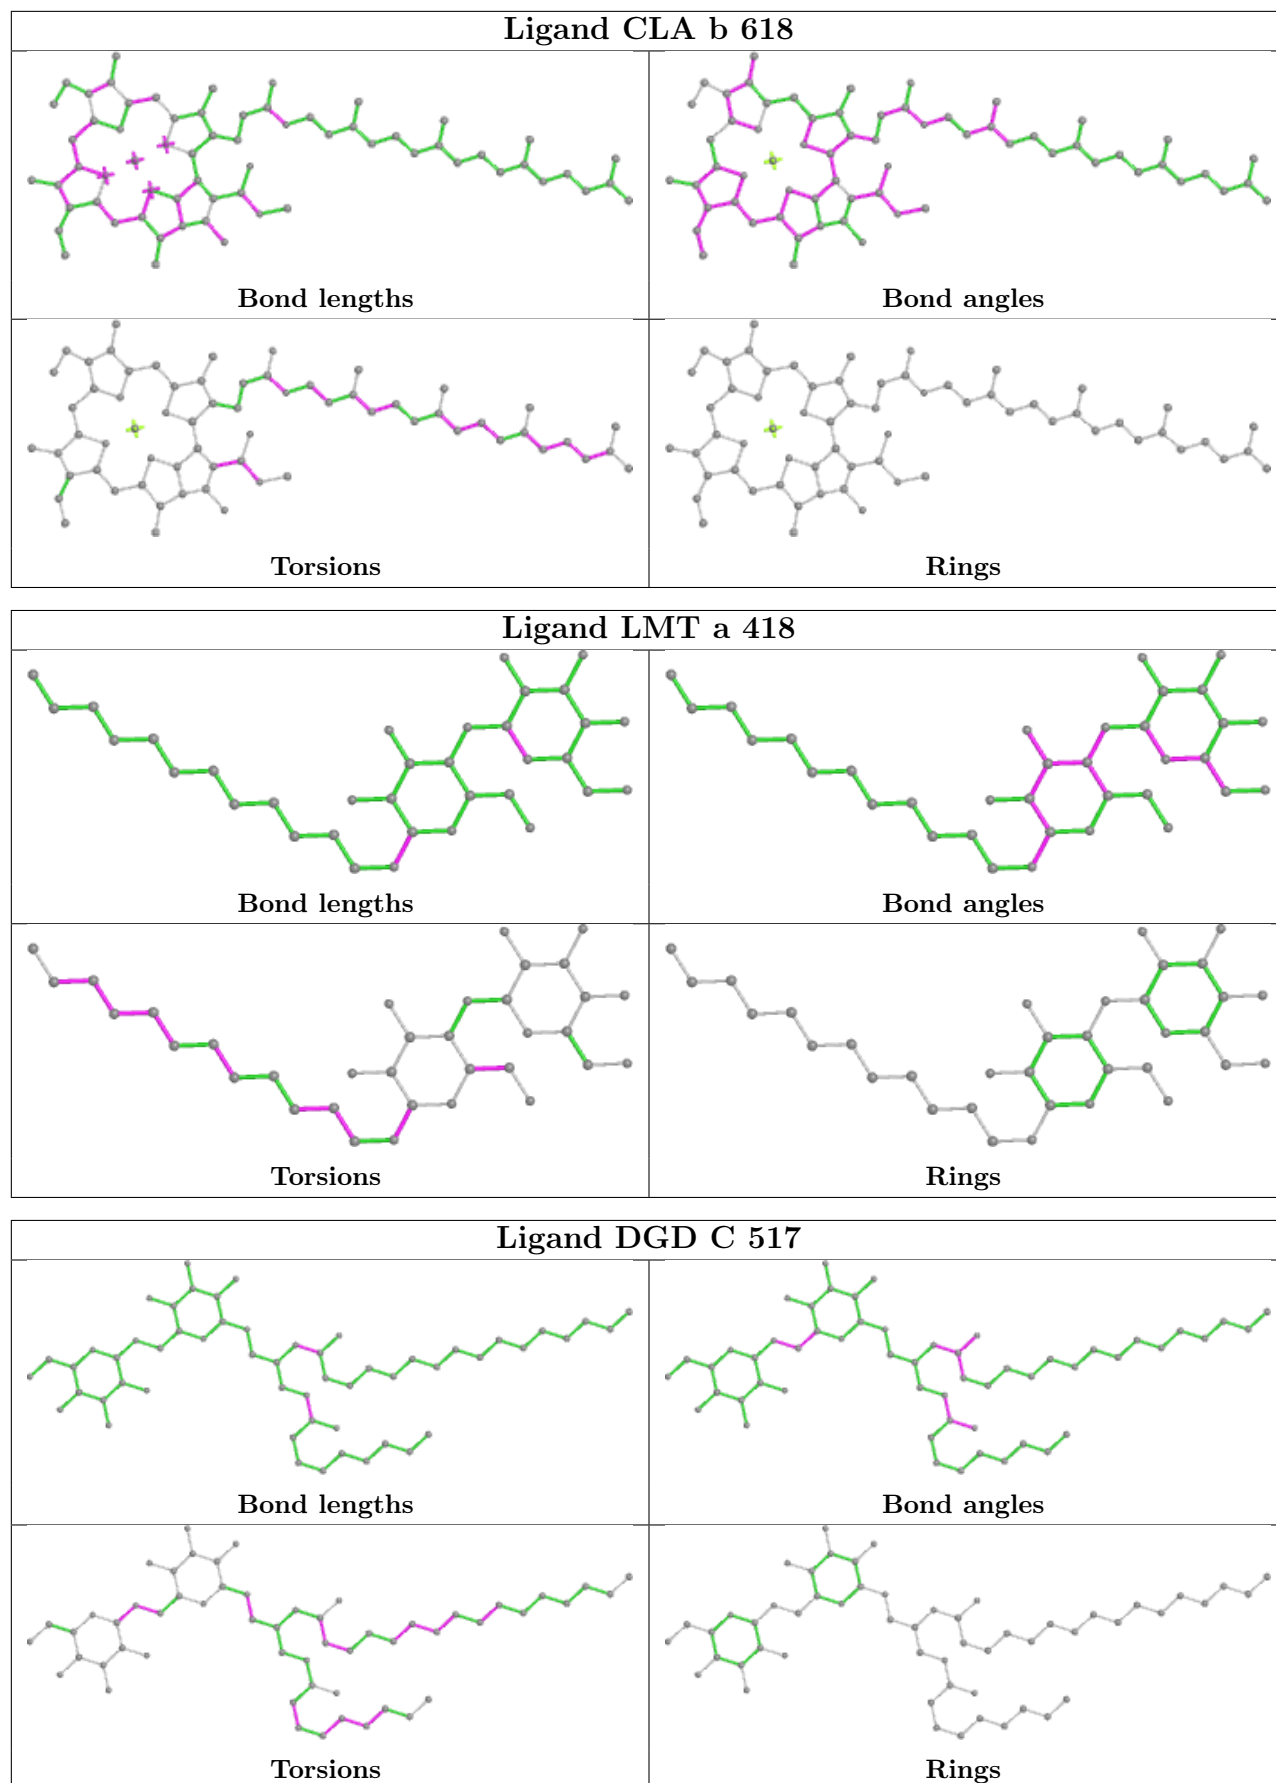 Ligand CLA b 618
Bond lengths
Bond angles
Torsions
Rings
Ligand LMT a 418
Bond lengths
Bond angles
Torsions
Rings
Ligand DGD C 517
Bond lengths
Bond angles
Torsions
Rings